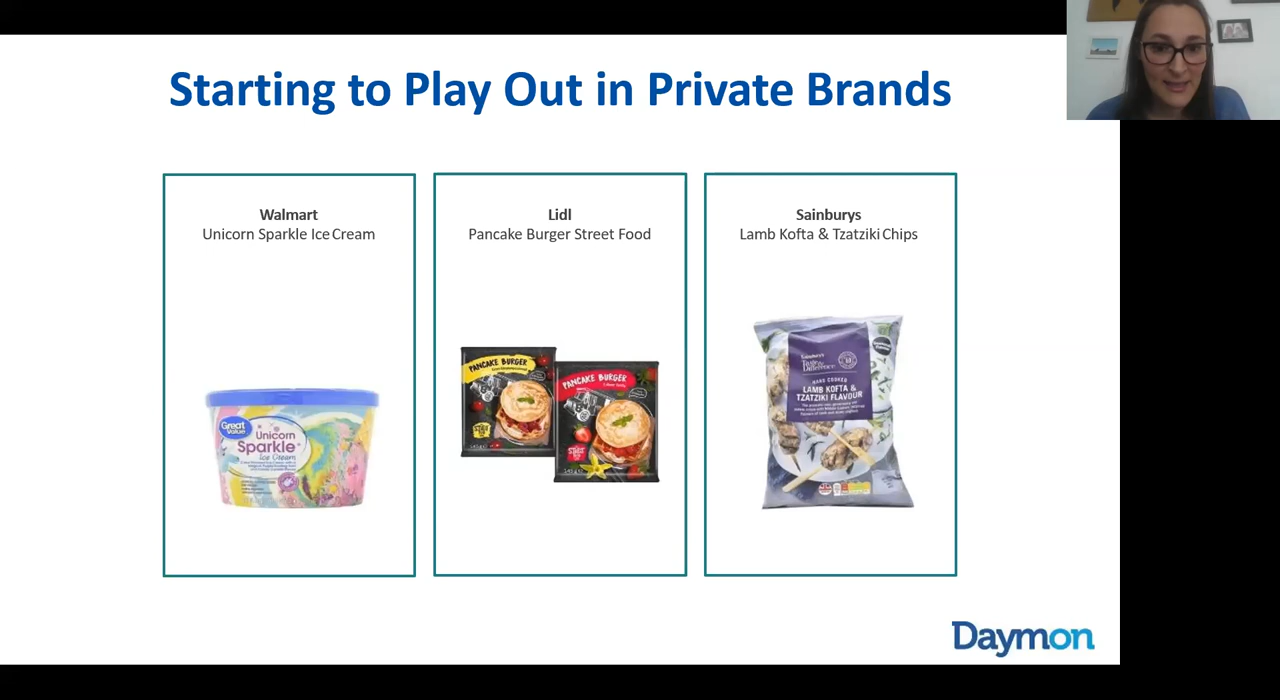 Starting to Play Out in Private Brands
Walmart
Unicorn Sparkle Ice Cream
Lidl
Pancake Burger Street Food
Sainburys
Lamb Kofta & Tzatziki Chips
Great
Value
Unicorn
Sparkle
Ice Cream
PANCAKE BURGER
PANCAKE BURGER
Sainsbury's
Taste the
Difference
HAND COOKED
LAMB KOFTA &
TZATZIKI FLAVOUR
Daymon